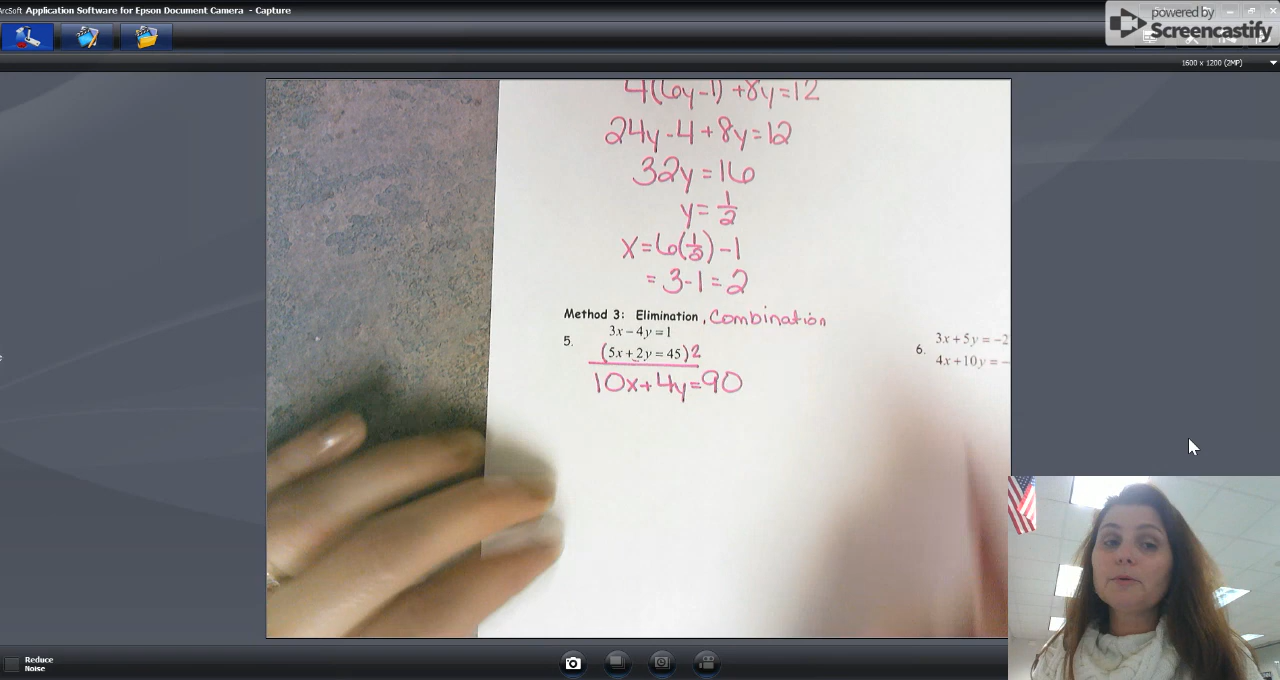 ArcSoft Application Software for Epson Document Camera - Capture
powered by
Screencastify
1600 x 1200 (2MP)
4(6y-1) +8y=12
24y-4+8y=12
32y=16
y=1/2
x=6(1/2)-1
=3-1=2
Method 3: Elimination, Combination
5.
3x-4y=1
(5x+2y=45)2
10x+4y=90
6.
3x+5y=-2
4x+10y=-
Reduce
Noise